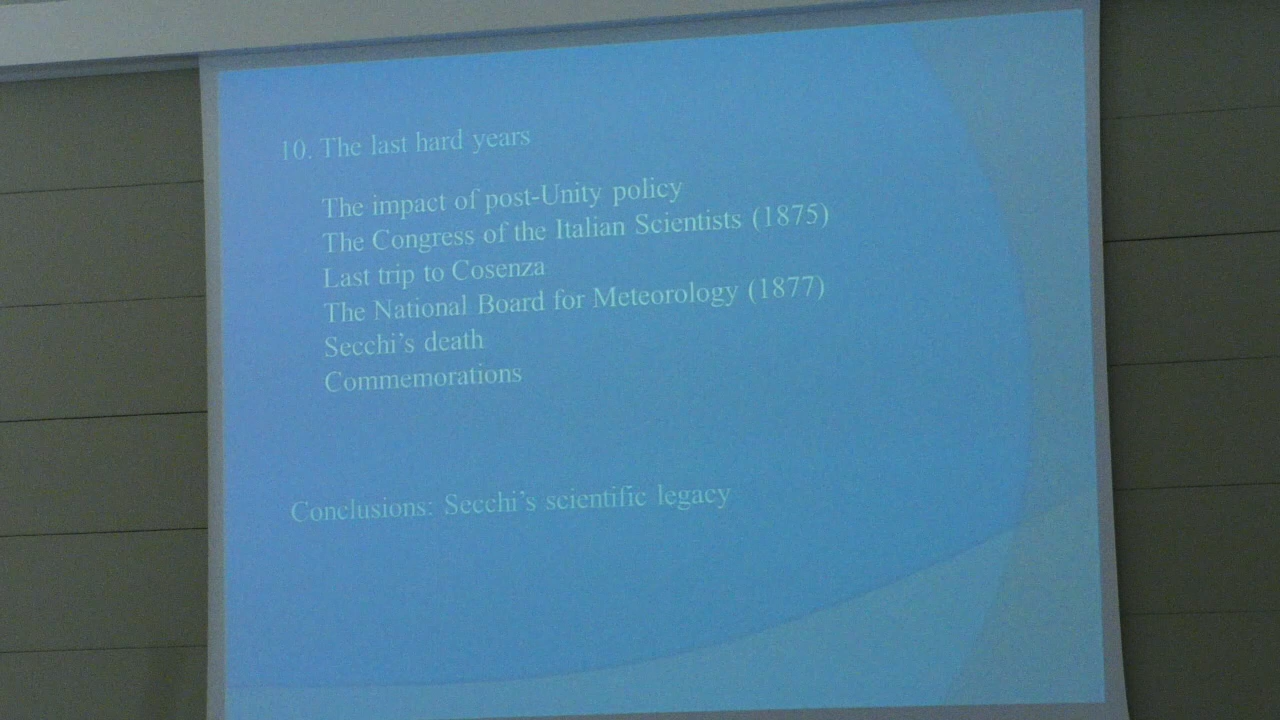 10. The last hard years
The impact of post-Unity policy
The Congress of the Italian Scientists (1875)
Last trip to Cosenza
The National Board for Meteorology (1877)
Secchi's death
Commemorations
Conclusions: Secchi's scientific legacy